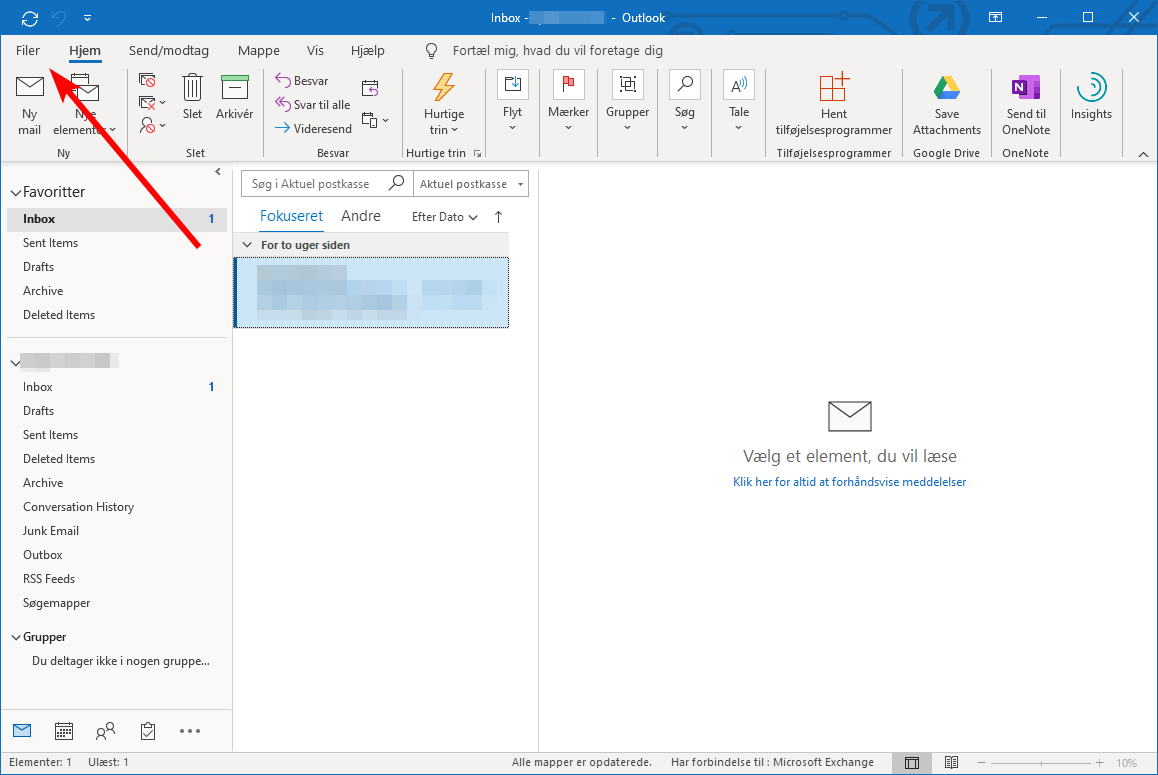 Inbox - - Outlook
Filer Hjem Send/modtag Mappe Vis Hjælp Fortæl mig, hvad du vil foretage dig
Ny mail
Nye elementer
Ny
Slet
Arkivér
Slet
Besvar
Svar til alle
Videresend
Besvar
Hurtige trin
Hurtige trin
Flyt
Mærker
Grupper
Søg
Tale
Hent tilføjelsesprogrammer
Tilføjelsesprogrammer
Save Attachments
Google Drive
Send til OneNote
OneNote
Insights
Favoritter
Inbox 1
Sent Items
Drafts
Archive
Deleted Items
Inbox 1
Drafts
Sent Items
Deleted Items
Archive
Conversation History
Junk Email
Outbox
RSS Feeds
Søgemapper
Grupper
Du deltager ikke i nogen gruppe...
Søg i Aktuel postkasse Aktuel postkasse
Fokuseret Andre Efter Dato
For to uger siden
Vælg et element, du vil læse
Klik her for altid at forhåndsvise meddelelser
Elementer: 1 Ulæst: 1 Alle mapper er opdaterede. Har forbindelse til : Microsoft Exchange 10%